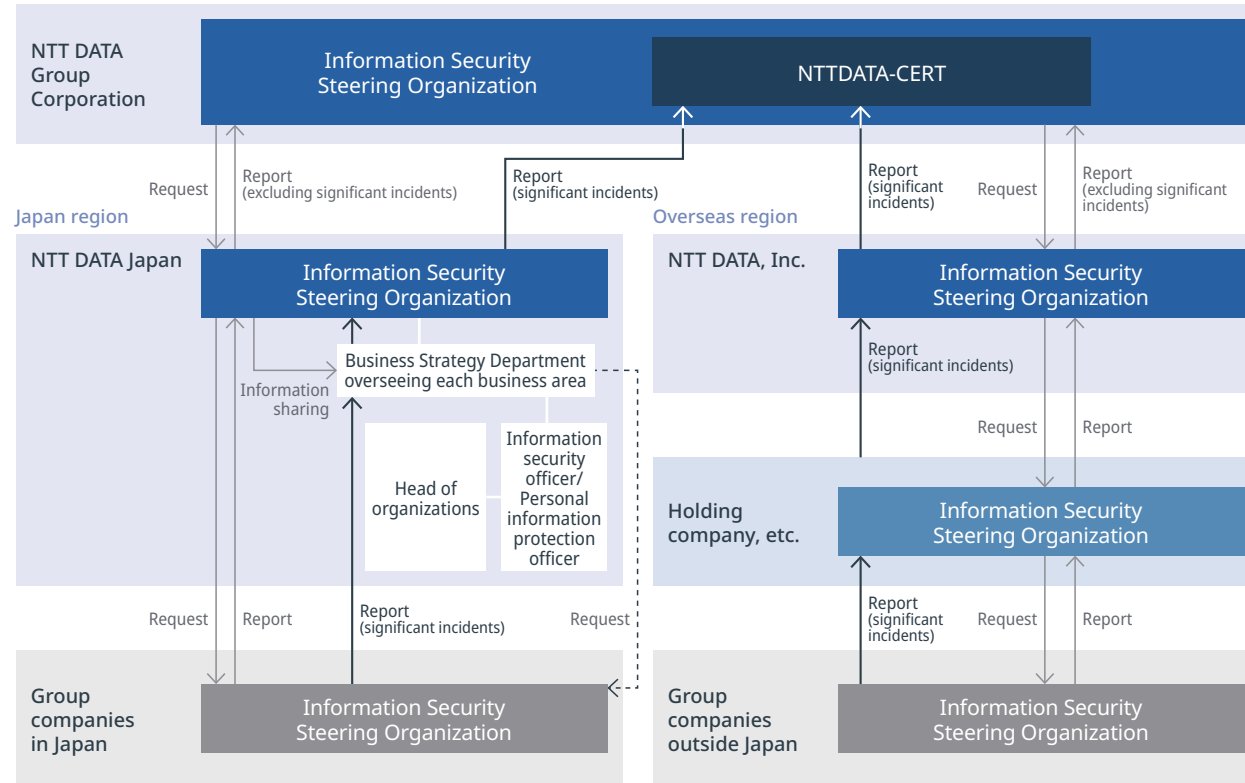 NTT DATA
Group
Corporation
Information Security
Steering Organization
NTTDATA-CERT
Request
Report
(excluding significant incidents)
Report
(significant incidents)
Report
(significant
incidents)
Request
Report
(excluding significant
incidents)
Japan region
NTT DATA Japan
Information Security
Steering Organization
Information
sharing
Business Strategy Department
overseeing each business area
Head of
organizations
Information
security
officer/
Personal
information
protection
officer
Request
Report
Report
(significant incidents)
Request
Group
companies
in Japan
Information Security
Steering Organization
Overseas region
NTT DATA, Inc.
Information Security
Steering Organization
Report
(significant incidents)
Request
Report
Holding
company, etc.
Information Security
Steering Organization
Report
(significant
incidents)
Request
Report
Group
companies
outside Japan
Information Security
Steering Organization